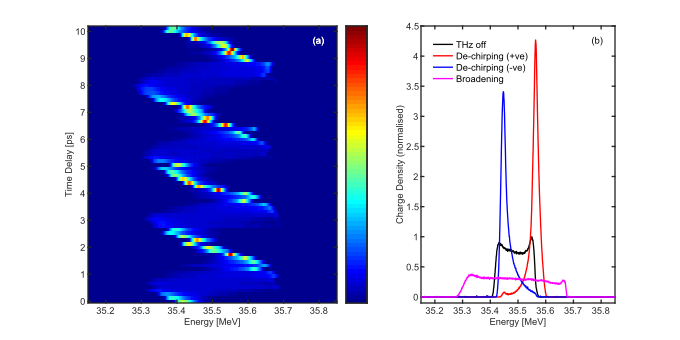 (a)
10
9
8
7
6
5
4
3
2
1
0
Time Delay [ps]
35.2 35.3 35.4 35.5 35.6 35.7 35.8
Energy [MeV]
(b)
THz off
De-chirping (+ve)
De-chirping (-ve)
Broadening
4.5
4
3.5
3
2.5
2
1.5
1
0.5
0
Charge Density (normalised)
35.2 35.3 35.4 35.5 35.6 35.7 35.8
Energy [MeV]